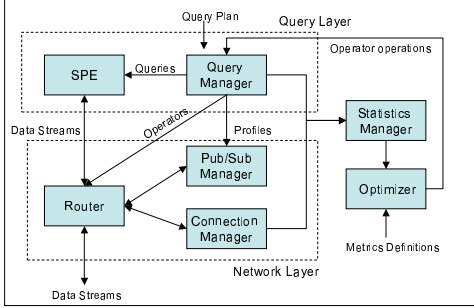 Query Plan
Query Layer
Operator operations
SPE
Queries
Query
Manager
Statistics
Manager
Data Streams
Operators
Profiles
Pub/Sub
Manager
Optimizer
Router
Connection
Manager
Metrics Definitions
Network Layer
Data Streams